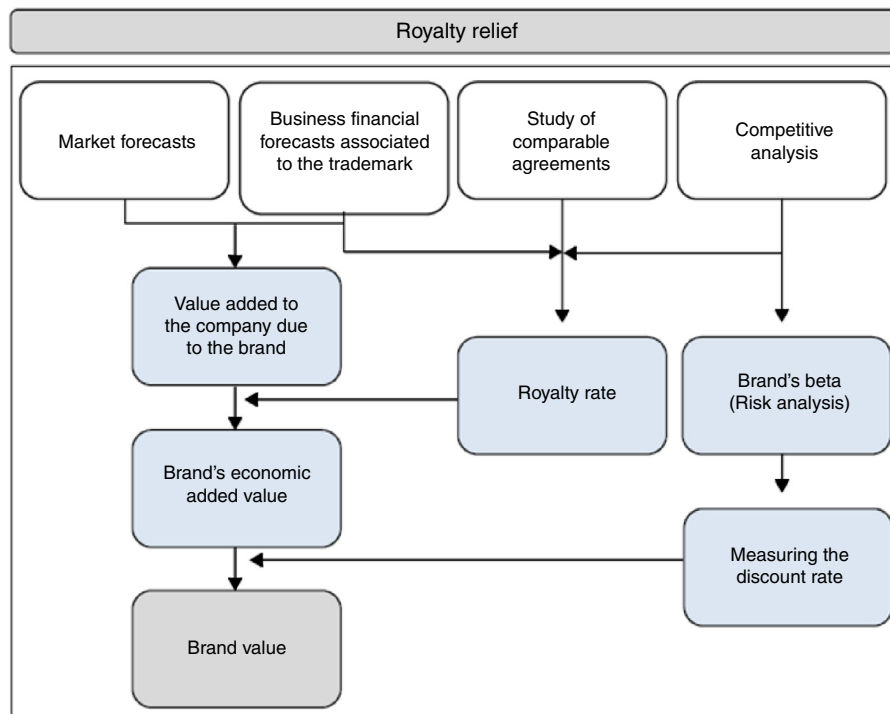 Royalty relief
Market forecasts
Business financial
forecasts associated
to the trademark
Study of
comparable
agreements
Competitive
analysis
Value added to
the company due
to the brand
Royalty rate
Brand’s beta
(Risk analysis)
Brand’s economic
added value
Measuring the
discount rate
Brand value